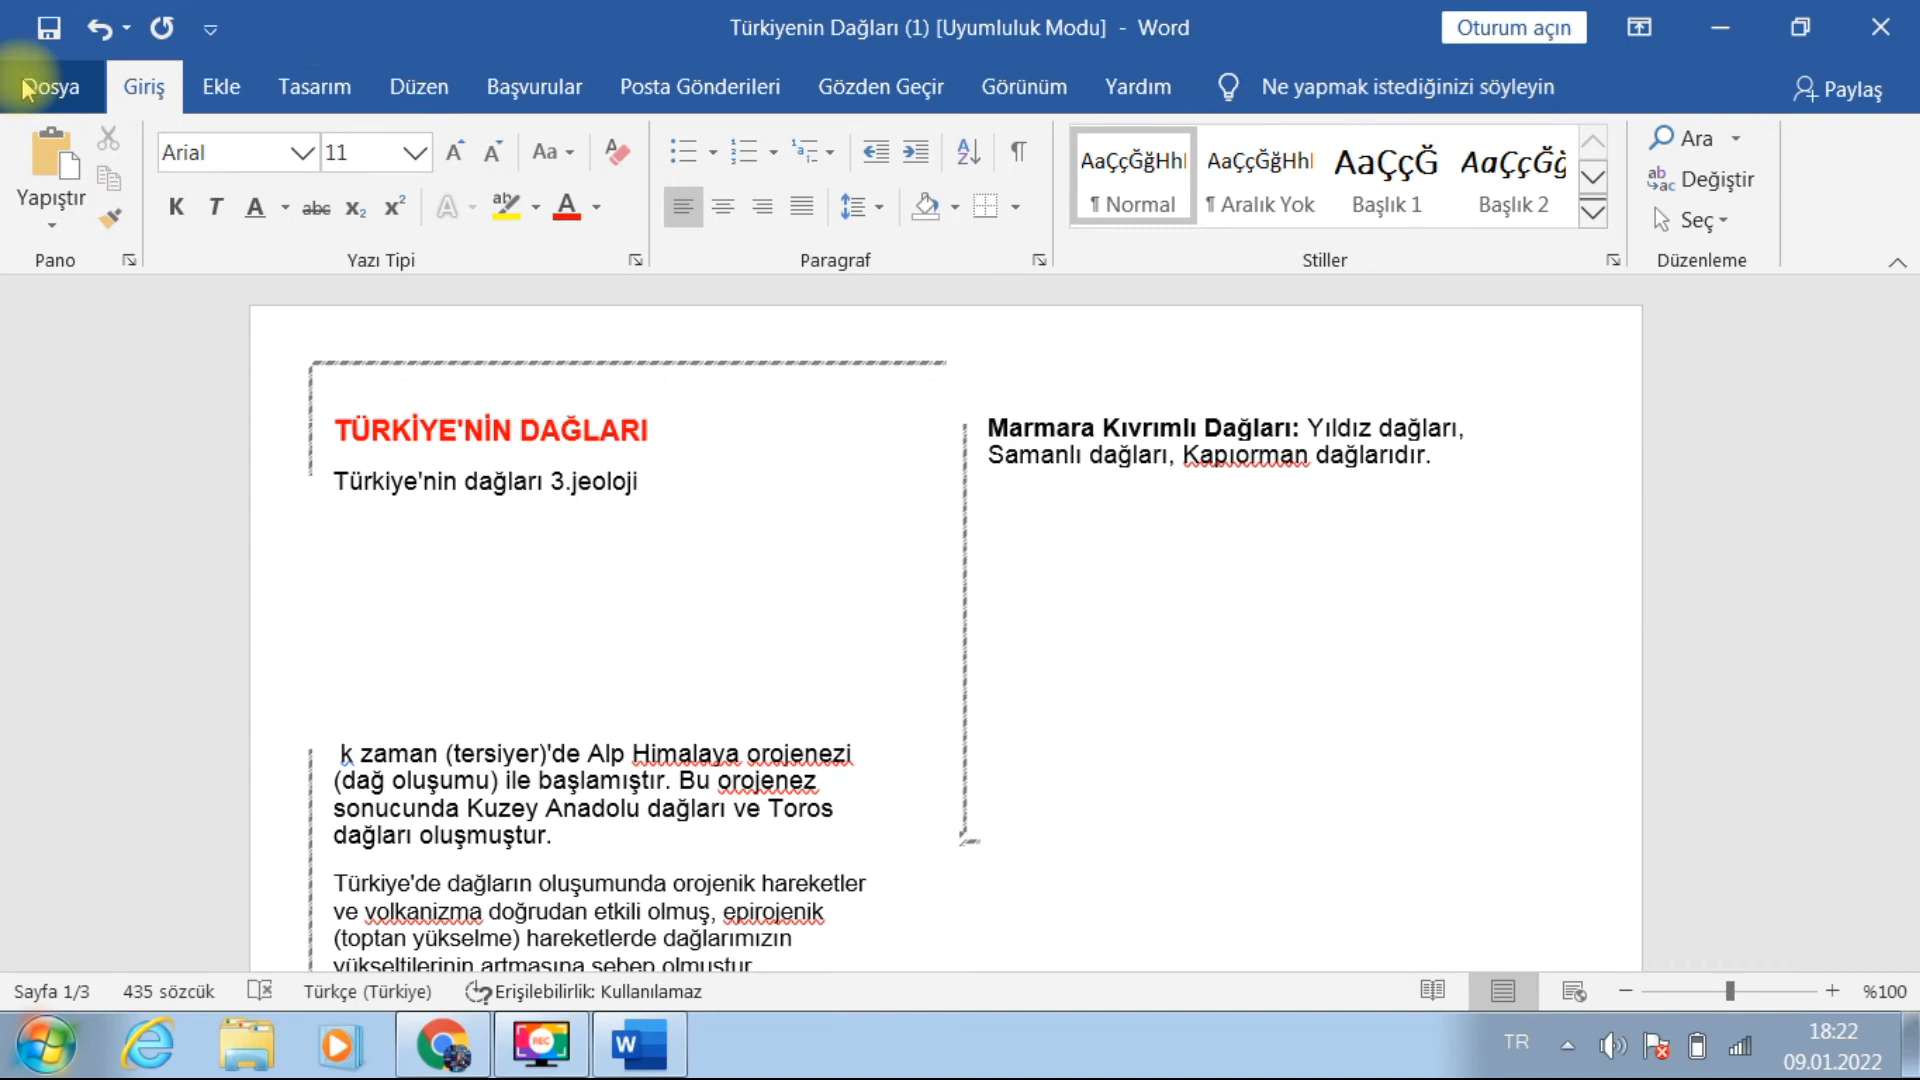 Türkiyenin Dağları (1) [Uyumluluk Modu] - Word
Oturum açın
Dosya
Giriş
Ekle
Tasarım
Düzen
Başvurular
Posta Gönderileri
Gözden Geçir
Görünüm
Yardım
Ne yapmak istediğinizi söyleyin
Paylaş
Yapıştır
Pano
Arial
11
Aa
K T A abc x₂ x² A ab A
Yazı Tipi
Paragraf
AaÇçĞğHhI
¶ Normal
AaÇçĞğHhI
¶ Aralık Yok
AaÇçĞ
Başlık 1
AaÇçĞğ
Başlık 2
Stiller
Ara
Değiştir
Seç
Düzenleme
TÜRKİYE'NİN DAĞLARI
Türkiye'nin dağları 3.jeoloji
k zaman (tersiyer)'de Alp Himalaya orojenezi
(dağ oluşumu) ile başlamıştır. Bu orojenez
sonucunda Kuzey Anadolu dağları ve Toros
dağları oluşmuştur.
Türkiye'de dağların oluşumunda orojenik hareketler
ve volkanizma doğrudan etkili olmuş, epirojenik
(toptan yükselme) hareketlerde dağlarımızın
yükseltilerinin artmasına sebep olmuştur
Marmara Kıvrımlı Dağları: Yıldız dağları,
Samanlı dağları, Kapıorman dağlarıdır.
Sayfa 1/3
435 sözcük
Türkçe (Türkiye)
Erişilebilirlik: Kullanılamaz
%100
REC
W
TR
18:22
09.01.2022